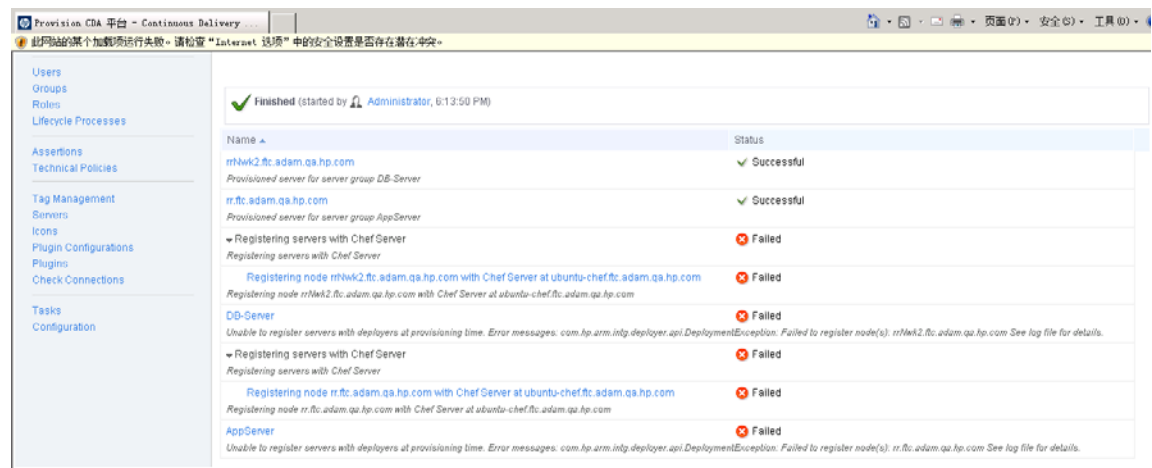 Provision CDA 平台 - Continuous Delivery ...
页面(P) 安全(S) 工具(O)
此网站的某个加载项运行失败。请检查“Internet 选项”中的安全设置是否存在潜在冲突。
Users
Groups
Roles
Lifecycle Processes
Assertions
Technical Policies
Tag Management
Servers
Icons
Plugin Configurations
Plugins
Check Connections
Tasks
Configuration
Finished (started by Administrator, 6:13:50 PM)
Name Status
rrNwk2.ftc.adam.qa.hp.com Successful
Provisioned server for server group DB-Server
rr.ftc.adam.qa.hp.com Successful
Provisioned server for server group AppServer
Registering servers with Chef Server Failed
Registering servers with Chef Server
Registering node rrNwk2.ftc.adam.qa.hp.com with Chef Server at ubuntu-chef.ftc.adam.qa.hp.com Failed
Registering node rrNwk2.ftc.adam.qa.hp.com with Chef Server at ubuntu-chef.ftc.adam.qa.hp.com
DB-Server Failed
Unable to register servers with deployers at provisioning time. Error messages: com.hp.arm.intg.deployer.api.DeploymentException: Failed to register node(s): rrNwk2.ftc.adam.qa.hp.com See log file for details.
Registering servers with Chef Server Failed
Registering servers with Chef Server
Registering node rr.ftc.adam.qa.hp.com with Chef Server at ubuntu-chef.ftc.adam.qa.hp.com Failed
Registering node rr.ftc.adam.qa.hp.com with Chef Server at ubuntu-chef.ftc.adam.qa.hp.com
AppServer Failed
Unable to register servers with deployers at provisioning time. Error messages: com.hp.arm.intg.deployer.api.DeploymentException: Failed to register node(s): rr.ftc.adam.qa.hp.com See log file for details.